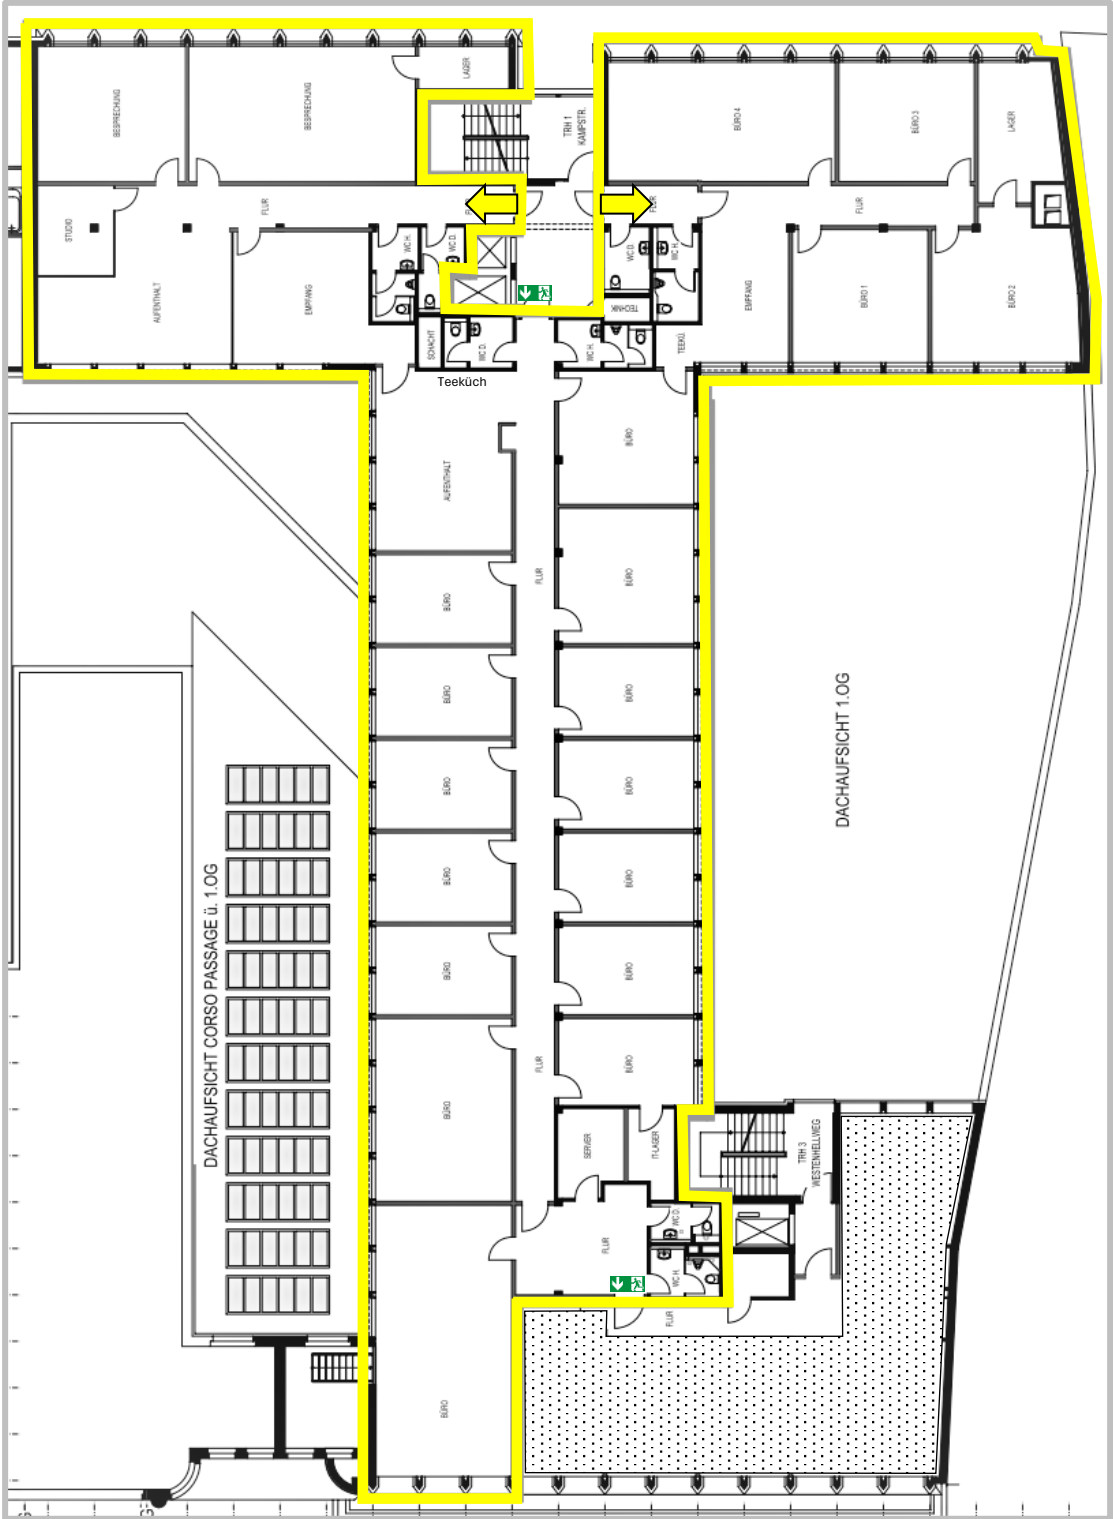 BESPRECHUNG
BESPRECHUNG
LAGER
TRH 1
KAMPSTR.
BÜRO 4
BÜRO 3
LAGER
STUDIO
FLUR
WC H.
WC D.
WC D.
WC H.
FLUR
FLUR
AUFENTHALT
EMPFANG
EMPFANG
BÜRO 1
BÜRO 2
TECHNIK
SCHACHT
WC D.
WC H.
TEEKÜ.
Teeküch
AUFENTHALT
BÜRO
FLUR
BÜRO
BÜRO
BÜRO
BÜRO
BÜRO
BÜRO
DACHAUFSICHT 1.OG
BÜRO
BÜRO
DACHAUFSICHT CORSO PASSAGE ü. 1.OG
BÜRO
BÜRO
FLUR
BÜRO
BÜRO
BÜRO
SERVER
IT-LAGER
TRH 3
WESTENHELLWEG
WC D.
FLUR
WC H.
FLUR
BÜRO